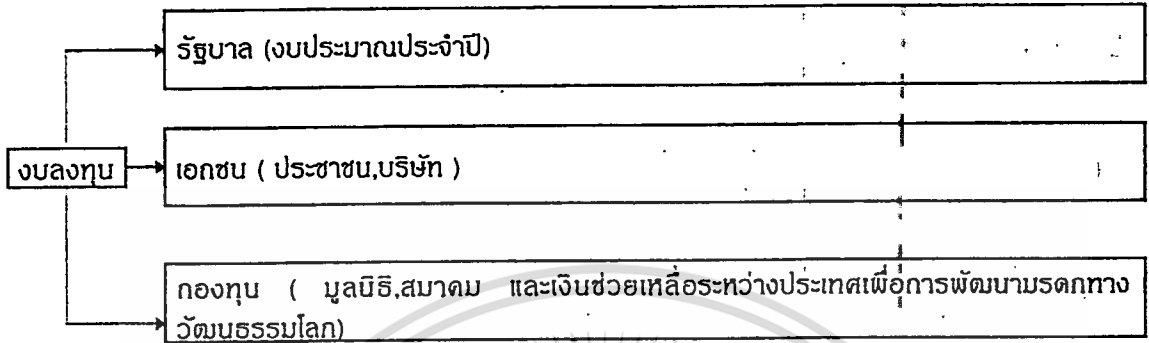 รัฐบาล (งบประมาณประจำปี)
งบลงทุน
เอกชน ( ประชาชน,บริษัท )
กองทุน ( มูลนิธิ,สมาคม และเงินช่วยเหลือระหว่างประเทศเพื่อการพัฒนามรดกทาง
วัฒนธรรมโลก)